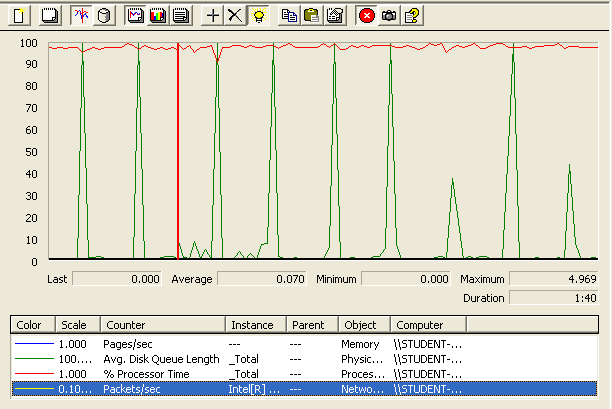 100
90
80
70
60
50
40
30
20
10
0
Last 0.000 Average 0.070 Minimum 0.000 Maximum 4.969
Duration 1:40
Color Scale Counter Instance Parent Object Computer
1.000 Pages/sec --- --- Memory \\STUDENT-...
100.... Avg. Disk Queue Length _Total --- Physic... \\STUDENT-...
1.000 % Processor Time _Total --- Proces... \\STUDENT-...
0.10... Packets/sec Intel[R] ... --- Netwo... \\STUDENT-...